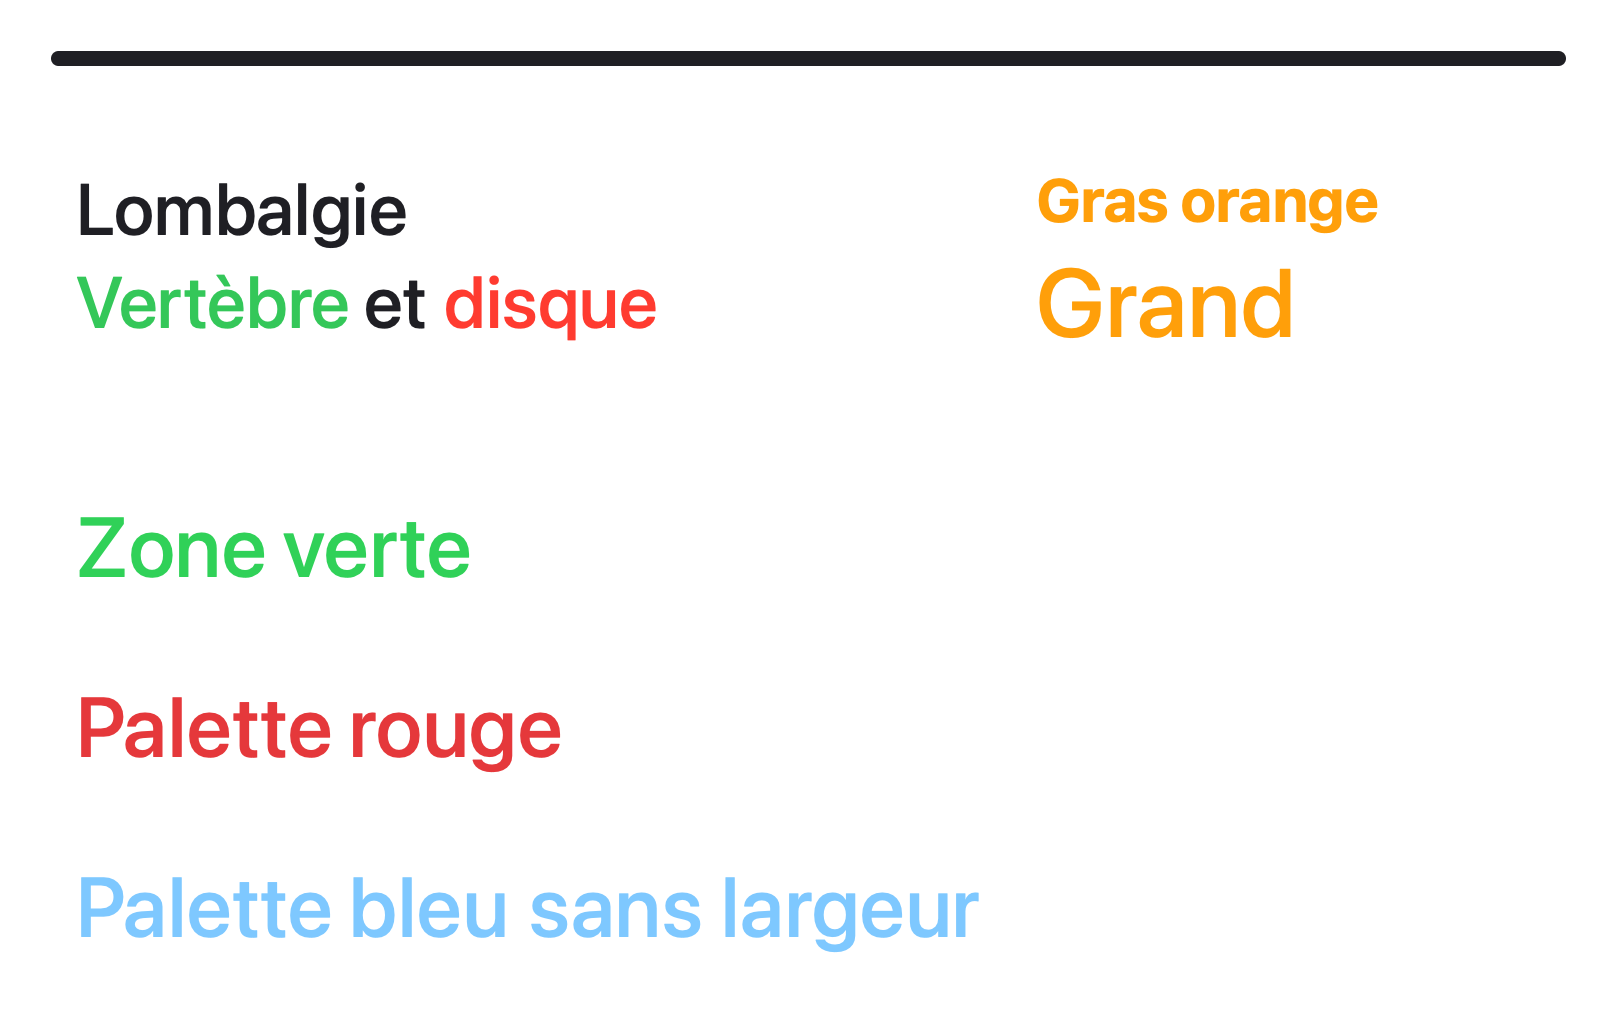 Lombalgie
Vertèbre et disque
Gras orange
Grand
Zone verte
Palette rouge
Palette bleu sans largeur